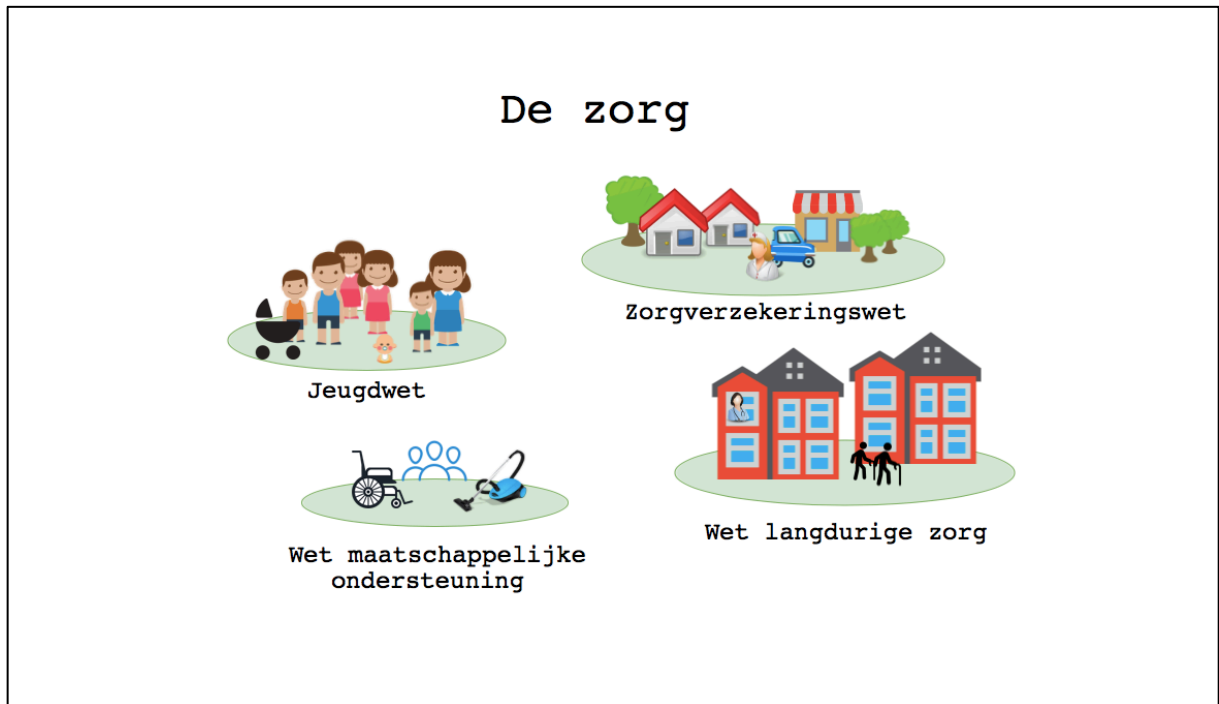 De zorg
Zorgverzekeringswet
Jeugdwet
Wet langdurige zorg
Wet maatschappelijke
ondersteuning